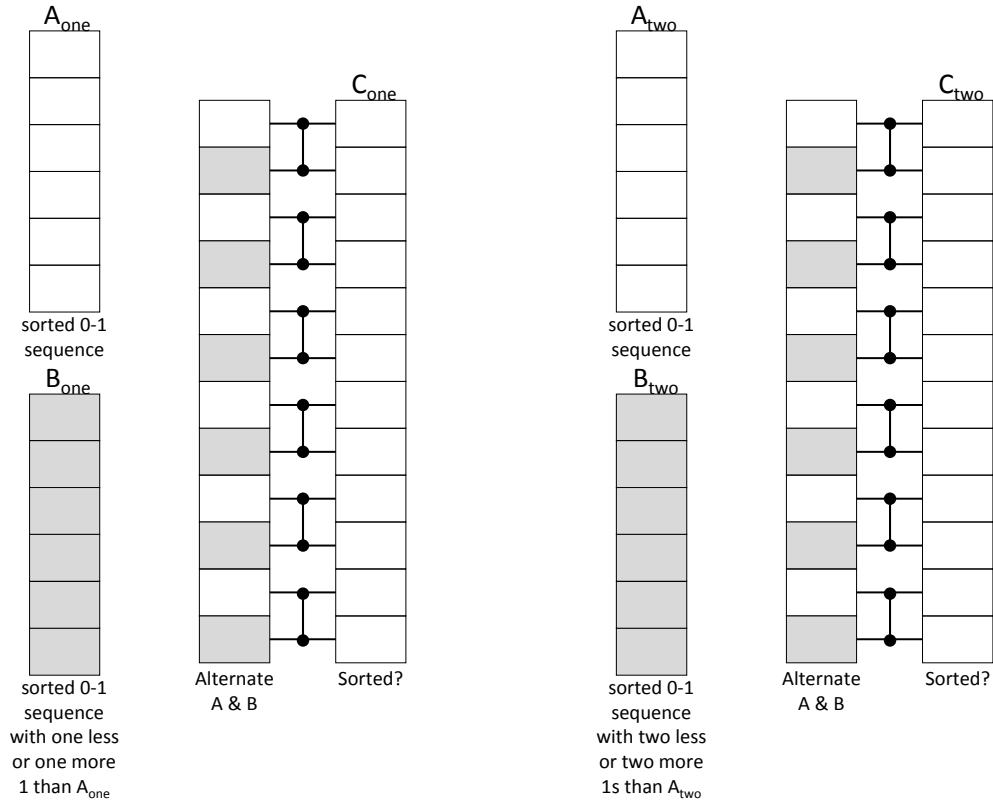 A_one
C_one
sorted 0-1
sequence
B_one
Alternate
A & B
Sorted?
sorted 0-1
sequence
with one less
or one more
1 than A_one
A_two
C_two
sorted 0-1
sequence
B_two
Alternate
A & B
Sorted?
sorted 0-1
sequence
with two less
or two more
1s than A_two